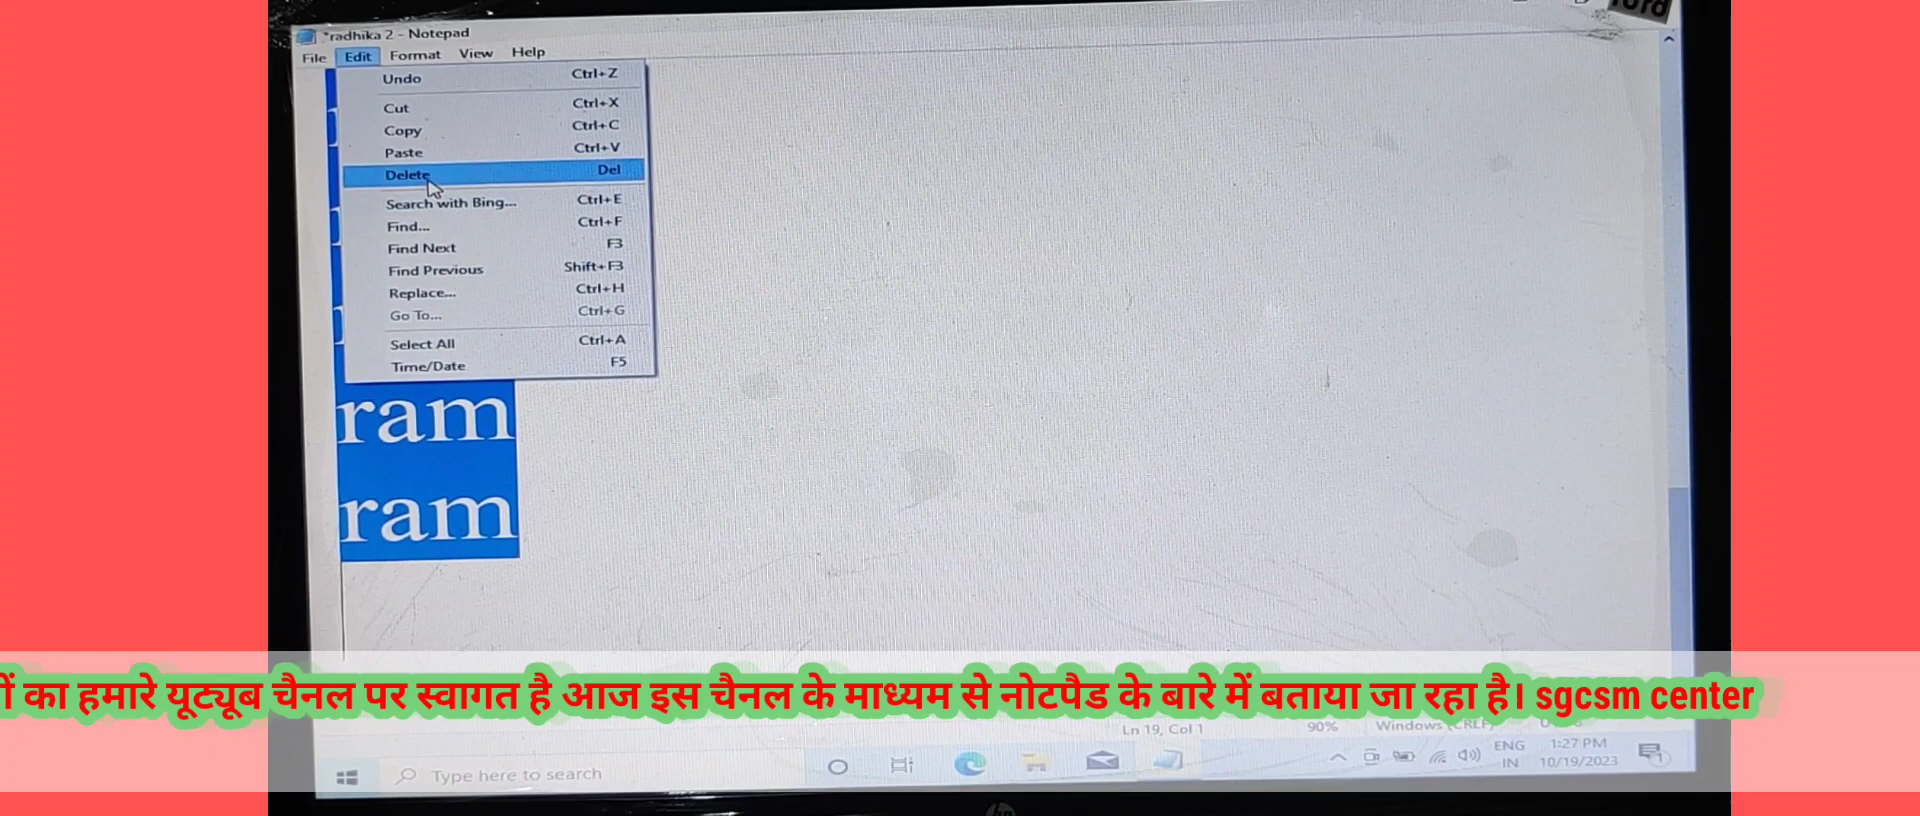 *radhika 2 - Notepad
File Edit Format View Help
Undo Ctrl+Z
Cut Ctrl+X
Copy Ctrl+C
Paste Ctrl+V
Delete Del
Search with Bing... Ctrl+E
Find... Ctrl+F
Find Next F3
Find Previous Shift+F3
Replace... Ctrl+H
Go To... Ctrl+G
Select All Ctrl+A
Time/Date F5
ram
ram
का हमारे यूट्यूब चैनल पर स्वागत है आज इस चैनल के माध्यम से नोटपैड के बारे में बताया जा रहा है। sgcsm center
Ln 19, Col 1 90% Windows (CRLF)
Type here to search
ENG 1:27 PM
IN 10/19/2023
hp